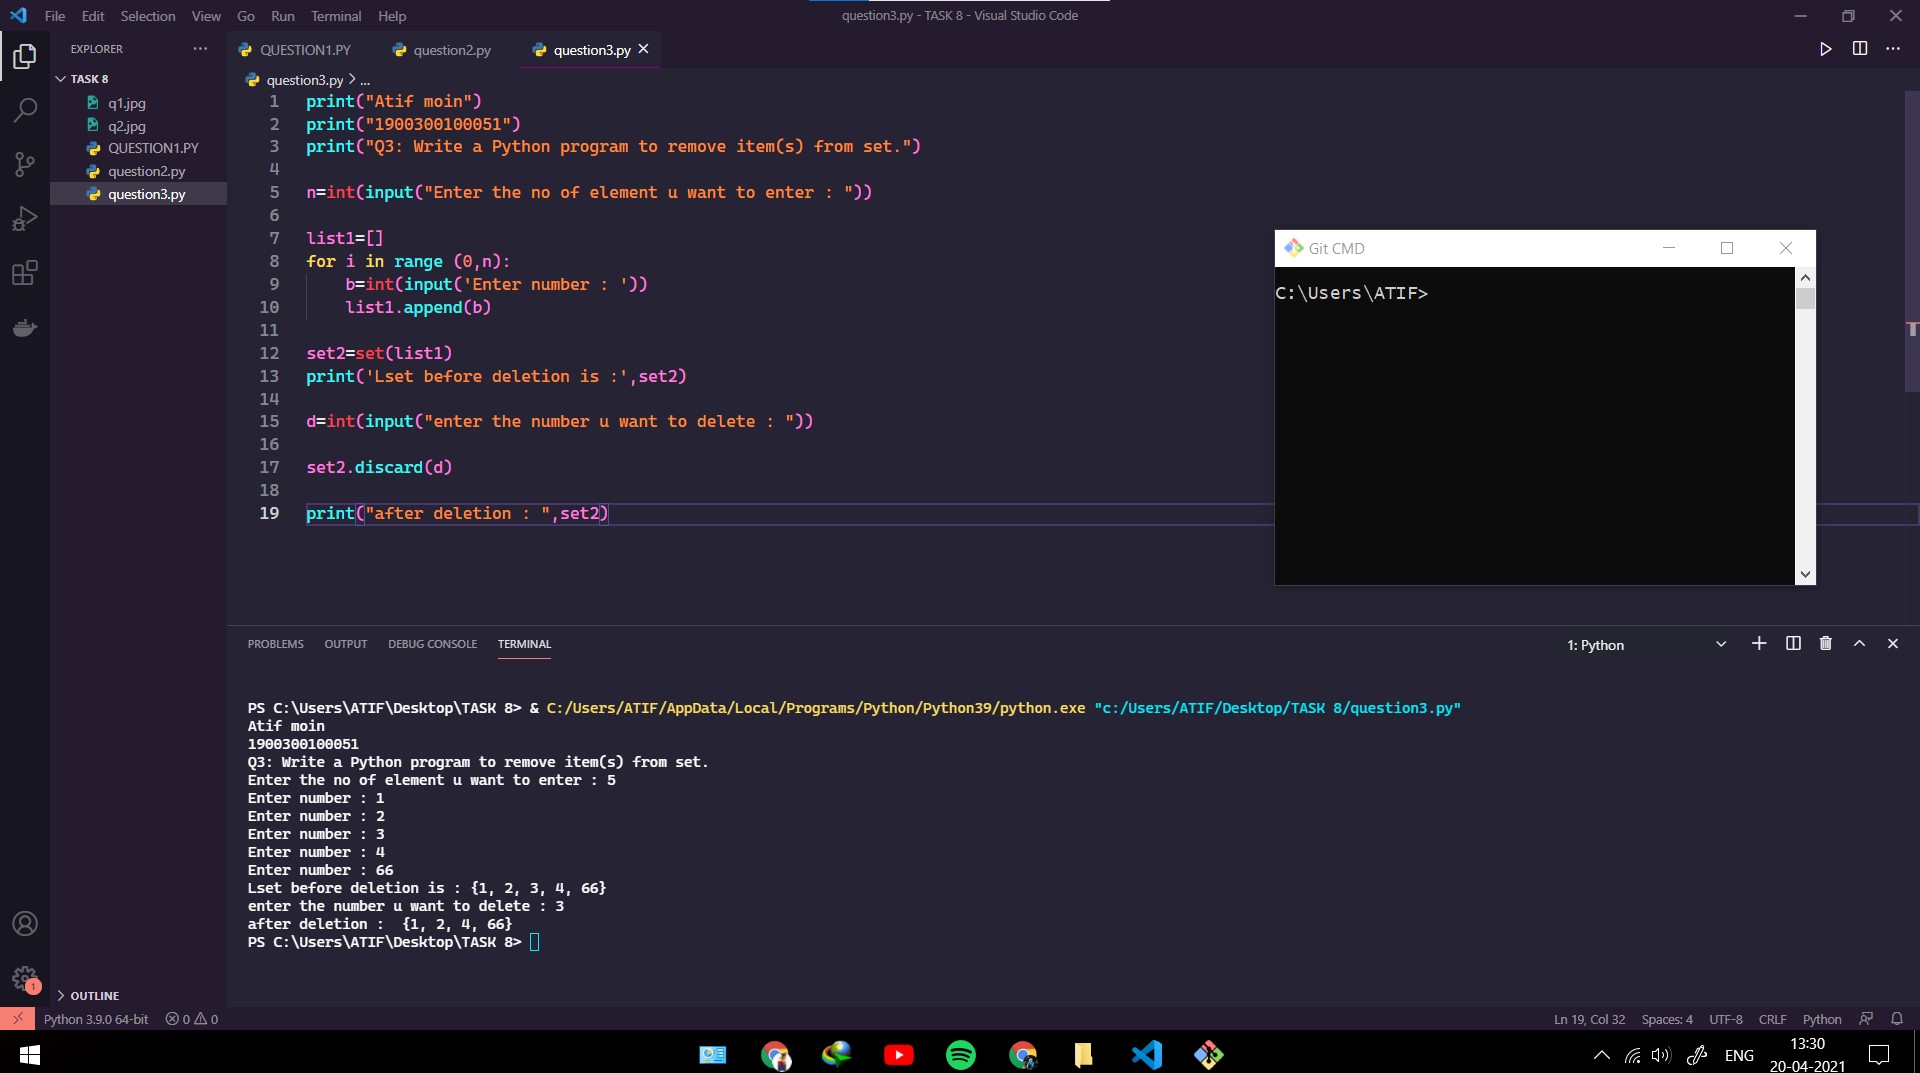 File Edit Selection View Go Run Terminal Help
question3.py - TASK 8 - Visual Studio Code
EXPLORER
TASK 8
q1.jpg
q2.jpg
QUESTION1.PY
question2.py
question3.py
OUTLINE
QUESTION1.PY question2.py question3.py
question3.py > ...
1 print("Atif moin")
2 print("1900300100051")
3 print("Q3: Write a Python program to remove item(s) from set.")
4
5 n=int(input("Enter the no of element u want to enter : "))
6
7 list1=[]
8 for i in range (0,n):
9 b=int(input('Enter number : '))
10 list1.append(b)
11
12 set2=set(list1)
13 print('Lset before deletion is :',set2)
14
15 d=int(input("enter the number u want to delete : "))
16
17 set2.discard(d)
18
19 print("after deletion : ",set2)
Git CMD
C:\Users\ATIF>
PROBLEMS OUTPUT DEBUG CONSOLE TERMINAL
1: Python
PS C:\Users\ATIF\Desktop\TASK 8> & C:/Users/ATIF/AppData/Local/Programs/Python/Python39/python.exe "c:/Users/ATIF/Desktop/TASK 8/question3.py"
Atif moin
1900300100051
Q3: Write a Python program to remove item(s) from set.
Enter the no of element u want to enter : 5
Enter number : 1
Enter number : 2
Enter number : 3
Enter number : 4
Enter number : 66
Lset before deletion is : {1, 2, 3, 4, 66}
enter the number u want to delete : 3
after deletion :  {1, 2, 4, 66}
PS C:\Users\ATIF\Desktop\TASK 8>
1
Python 3.9.0 64-bit 0 0
Ln 19, Col 32 Spaces: 4 UTF-8 CRLF Python
ENG
13:30
20-04-2021